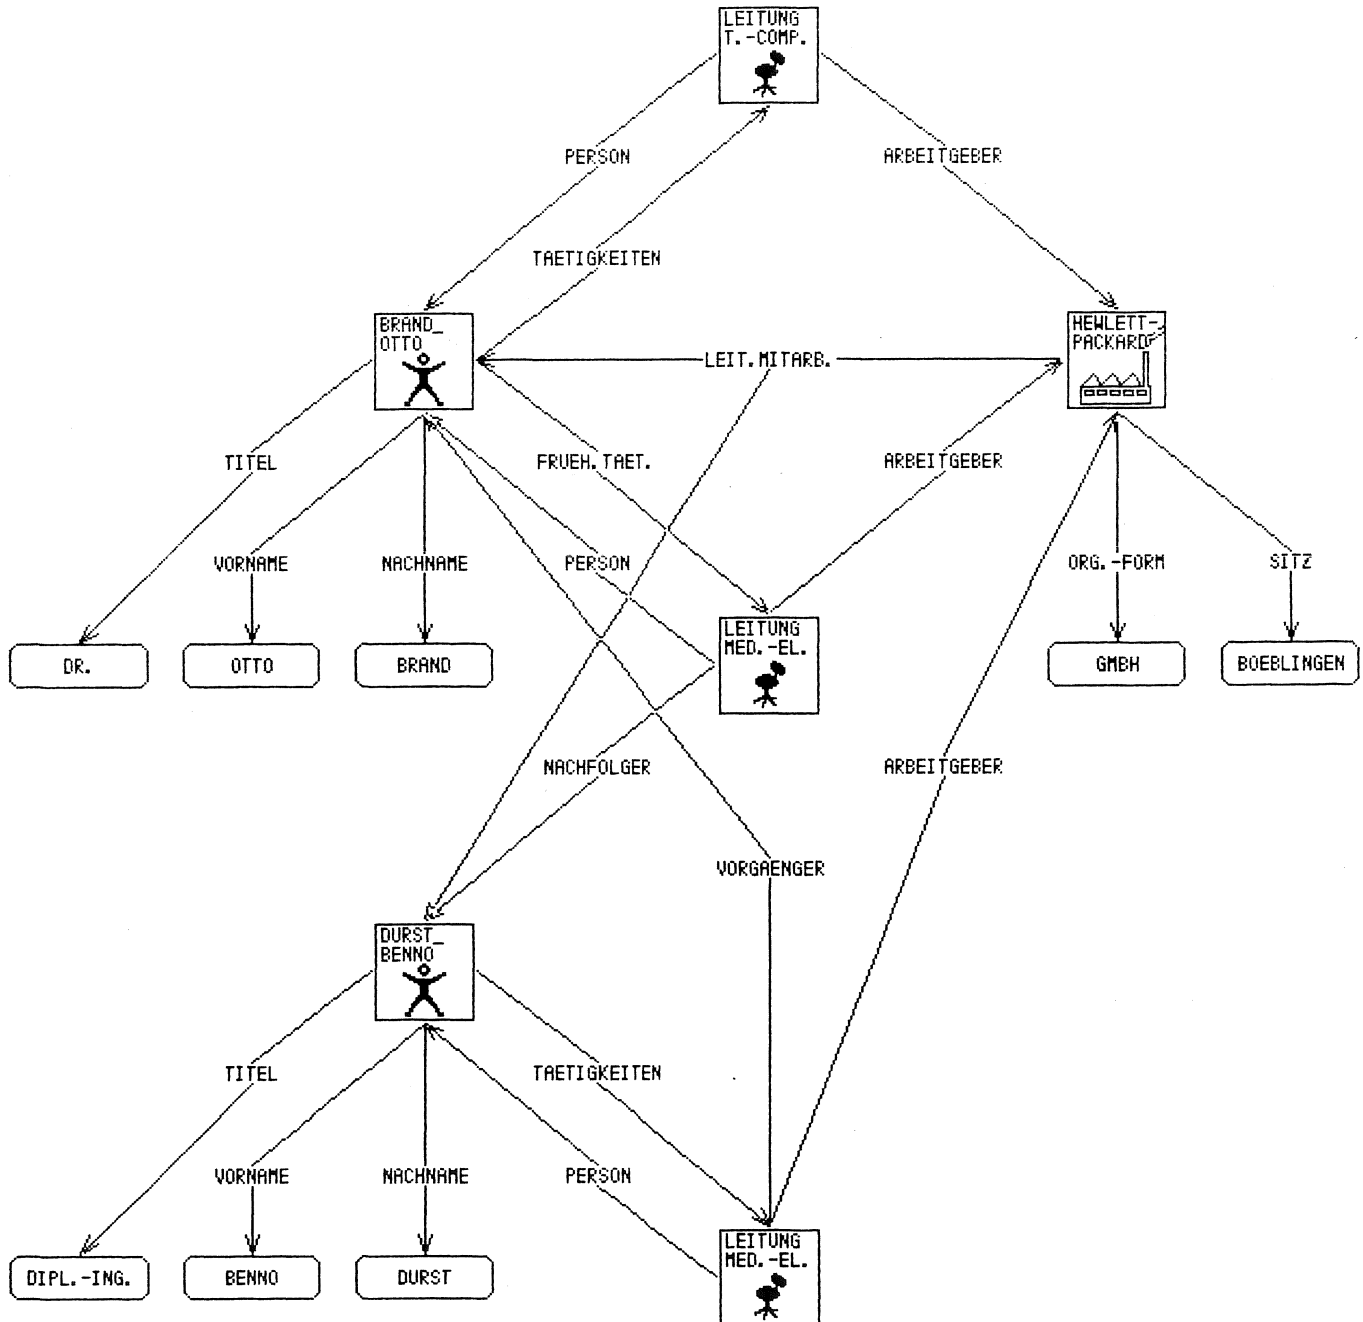 LEITUNG
T.-COMP.
PERSON
ARBEITGEBER
TAETIGKEITEN
BRAND_
OTTO
HEWLETT-
PACKARD
LEIT.MITARB.
TITEL
FRUEH.TAET.
ARBEITGEBER
VORNAME
NACHNAME
PERSON
ORG.-FORM
SITZ
LEITUNG
MED.-EL.
DR.
OTTO
BRAND
GMBH
BOEBLINGEN
NACHFOLGER
ARBEITGEBER
VORGAENGER
DURST_
BENNO
TITEL
TAETIGKEITEN
VORNAME
NACHNAME
PERSON
LEITUNG
MED.-EL.
DIPL.-ING.
BENNO
DURST